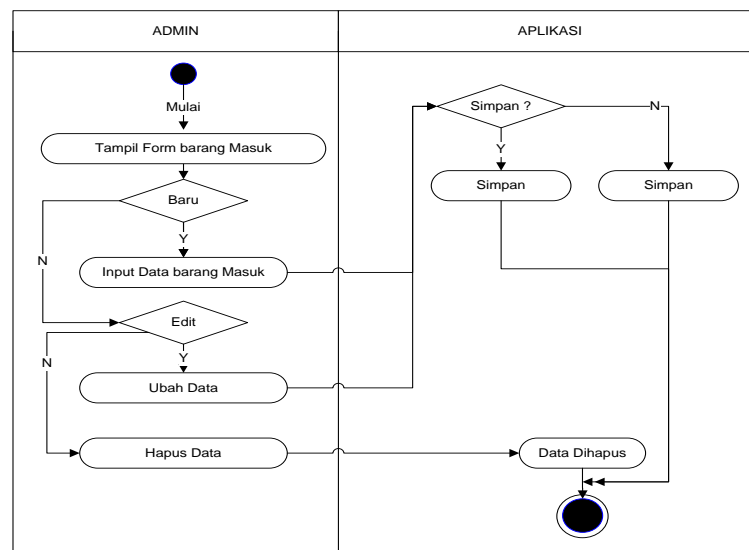 ADMIN
APLIKASI
Mulai
Tampil Form barang Masuk
Baru
Y
Input Data barang Masuk
N
Edit
Y
N
Ubah Data
Hapus Data
Simpan ?
N
Y
Simpan
Simpan
Data Dihapus